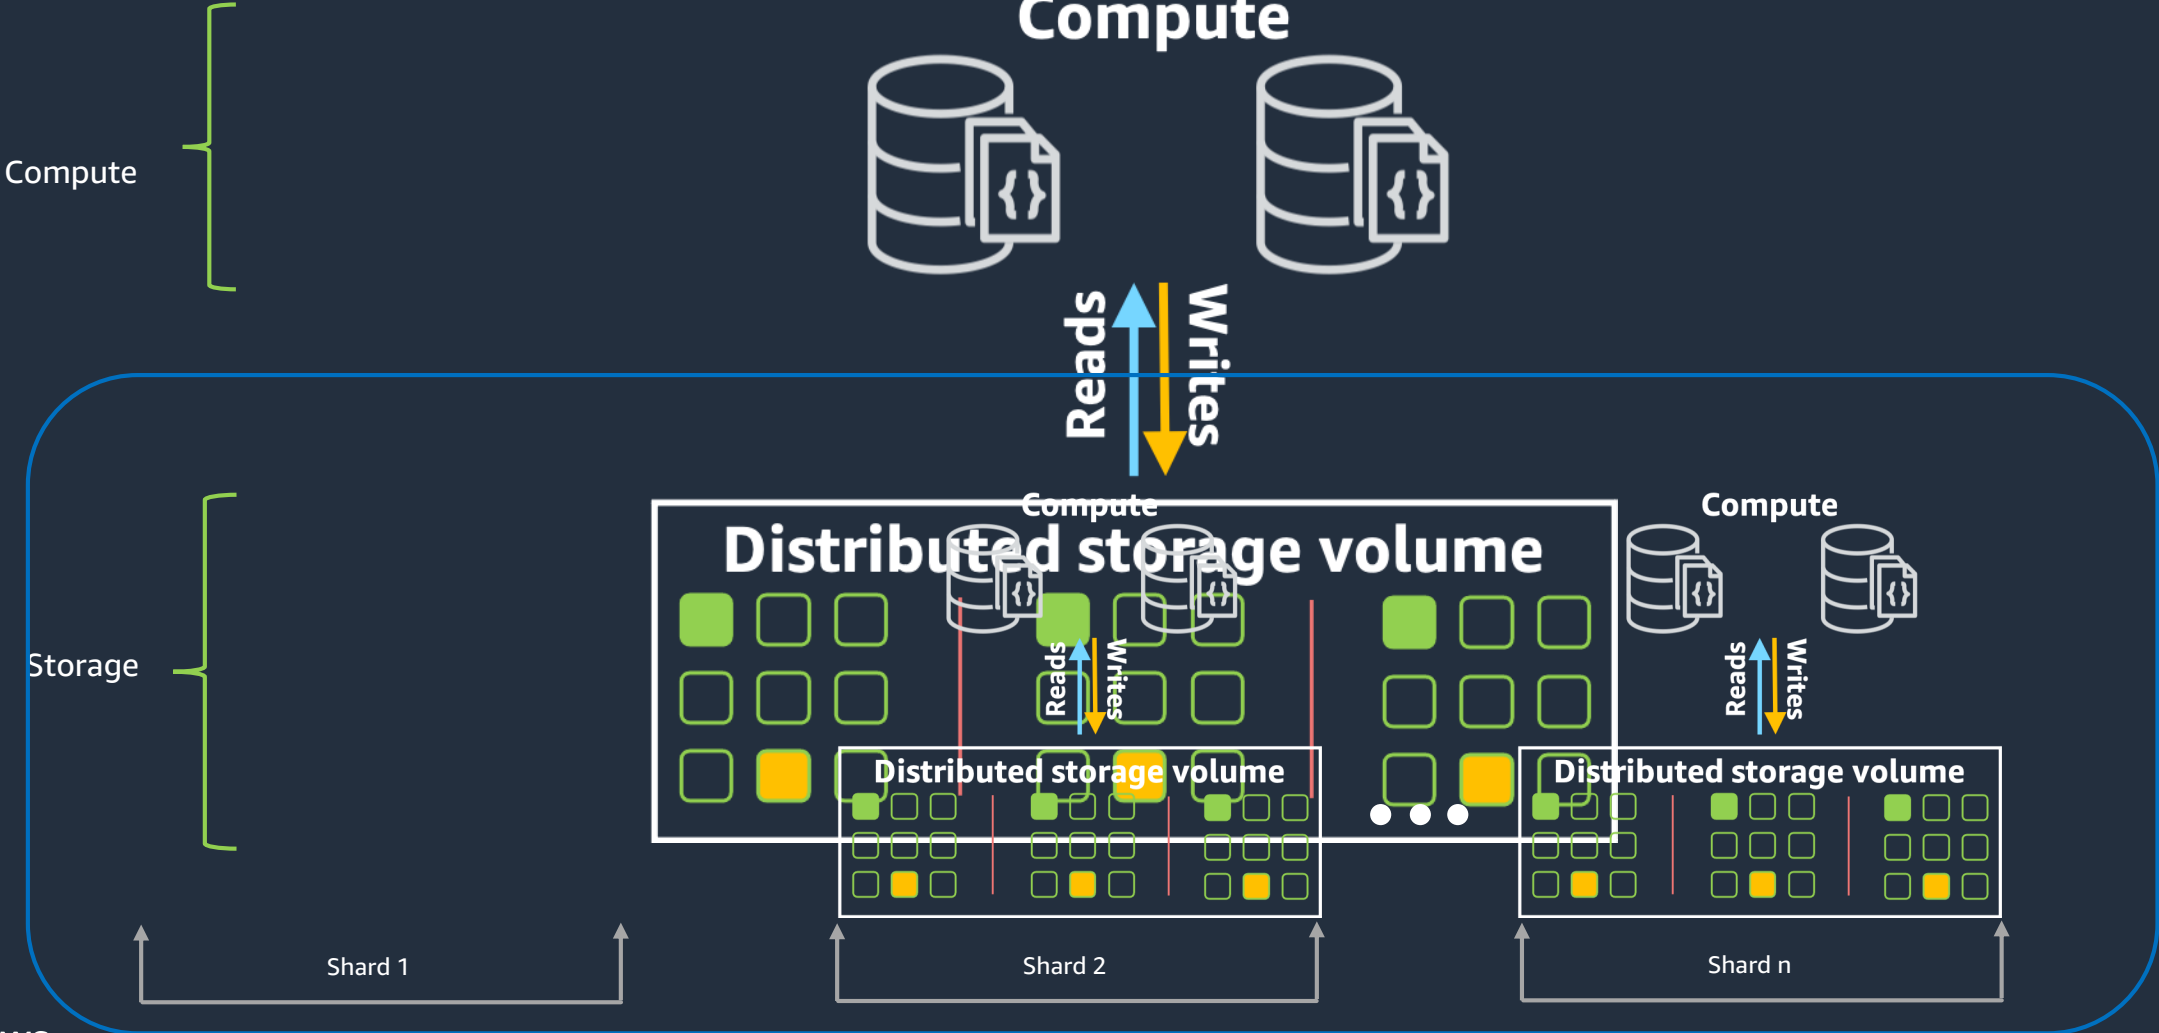 Compute
Compute
Reads
Writes
Compute
Compute
Distributed storage volume
Storage
Reads
Writes
Reads
Writes
Distributed storage volume
Distributed storage volume
Shard 1
Shard 2
Shard n